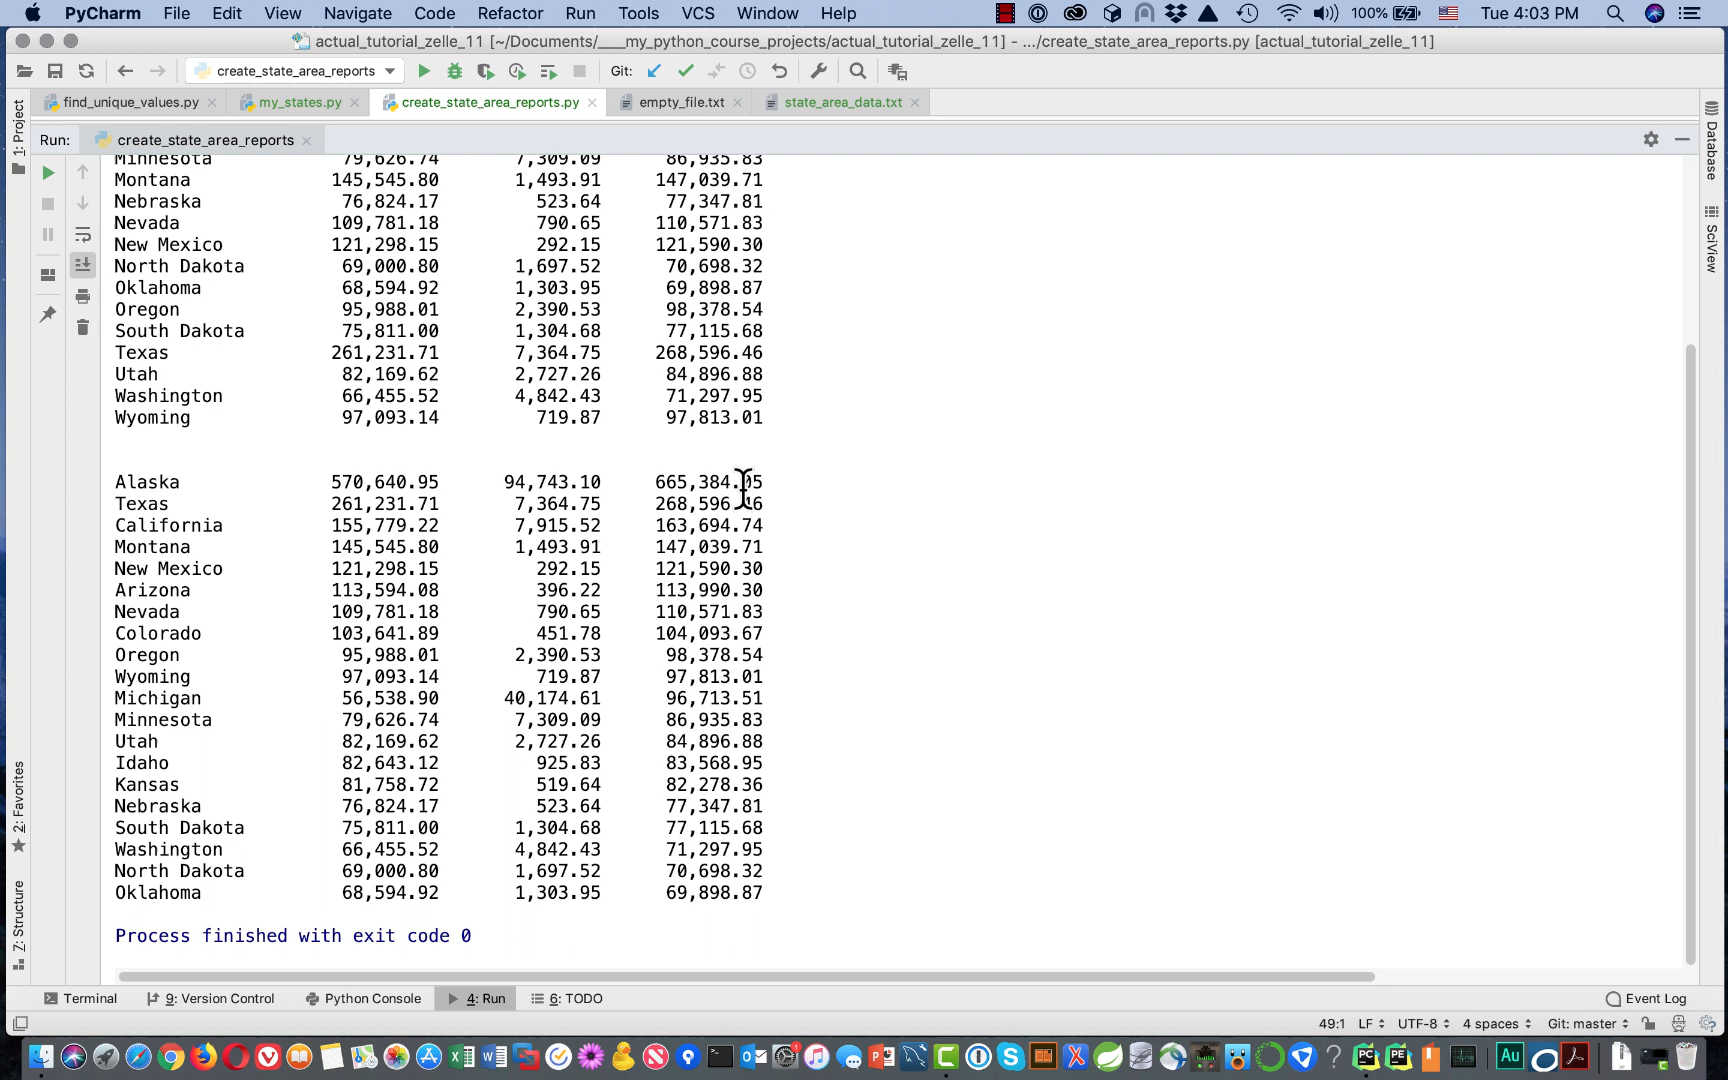 PyCharm File Edit View Navigate Code Refactor Run Tools VCS Window Help 100% Tue 4:03 PM
actual_tutorial_zelle_11 [~/Documents/___my_python_course_projects/actual_tutorial_zelle_11] - .../create_state_area_reports.py [actual_tutorial_zelle_11]
create_state_area_reports Git:
find_unique_values.py my_states.py create_state_area_reports.py empty_file.txt state_area_data.txt
Run: create_state_area_reports
1: Project
Database
SciView
2: Favorites
7: Structure
Minnesota 79,626.74 7,309.09 86,935.83
Montana 145,545.80 1,493.91 147,039.71
Nebraska 76,824.17 523.64 77,347.81
Nevada 109,781.18 790.65 110,571.83
New Mexico 121,298.15 292.15 121,590.30
North Dakota 69,000.80 1,697.52 70,698.32
Oklahoma 68,594.92 1,303.95 69,898.87
Oregon 95,988.01 2,390.53 98,378.54
South Dakota 75,811.00 1,304.68 77,115.68
Texas 261,231.71 7,364.75 268,596.46
Utah 82,169.62 2,727.26 84,896.88
Washington 66,455.52 4,842.43 71,297.95
Wyoming 97,093.14 719.87 97,813.01
Alaska 570,640.95 94,743.10 665,384.05
Texas 261,231.71 7,364.75 268,596.46
California 155,779.22 7,915.52 163,694.74
Montana 145,545.80 1,493.91 147,039.71
New Mexico 121,298.15 292.15 121,590.30
Arizona 113,594.08 396.22 113,990.30
Nevada 109,781.18 790.65 110,571.83
Colorado 103,641.89 451.78 104,093.67
Oregon 95,988.01 2,390.53 98,378.54
Wyoming 97,093.14 719.87 97,813.01
Michigan 56,538.90 40,174.61 96,713.51
Minnesota 79,626.74 7,309.09 86,935.83
Utah 82,169.62 2,727.26 84,896.88
Idaho 82,643.12 925.83 83,568.95
Kansas 81,758.72 519.64 82,278.36
Nebraska 76,824.17 523.64 77,347.81
South Dakota 75,811.00 1,304.68 77,115.68
Washington 66,455.52 4,842.43 71,297.95
North Dakota 69,000.80 1,697.52 70,698.32
Oklahoma 68,594.92 1,303.95 69,898.87
Process finished with exit code 0
Terminal 9: Version Control Python Console 4: Run 6: TODO Event Log
49:1 LF UTF-8 4 spaces Git: master